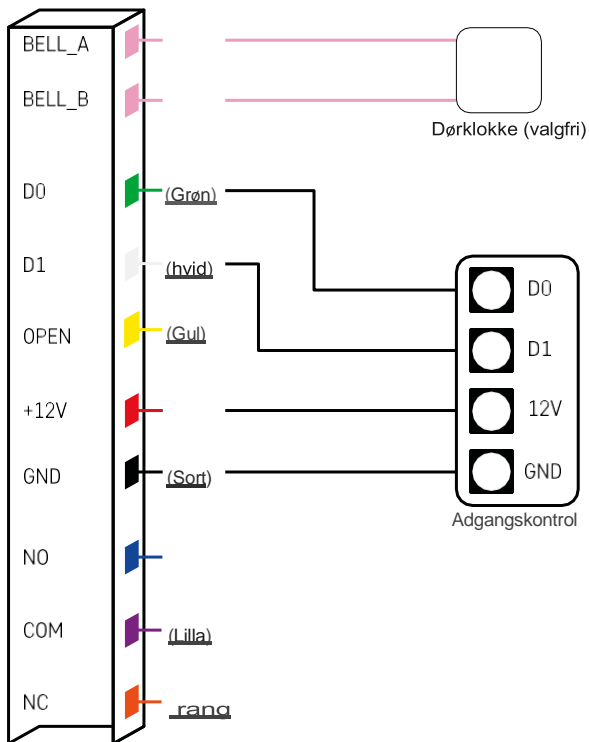 BELL_A
BELL_B
Dørklokke (valgfri)
D0 (Grøn)
D1 (hvid)
OPEN (Gul)
+12V
GND (Sort)
NO
COM (Lilla)
NC rang
D0
D1
12V
GND
Adgangskontrol